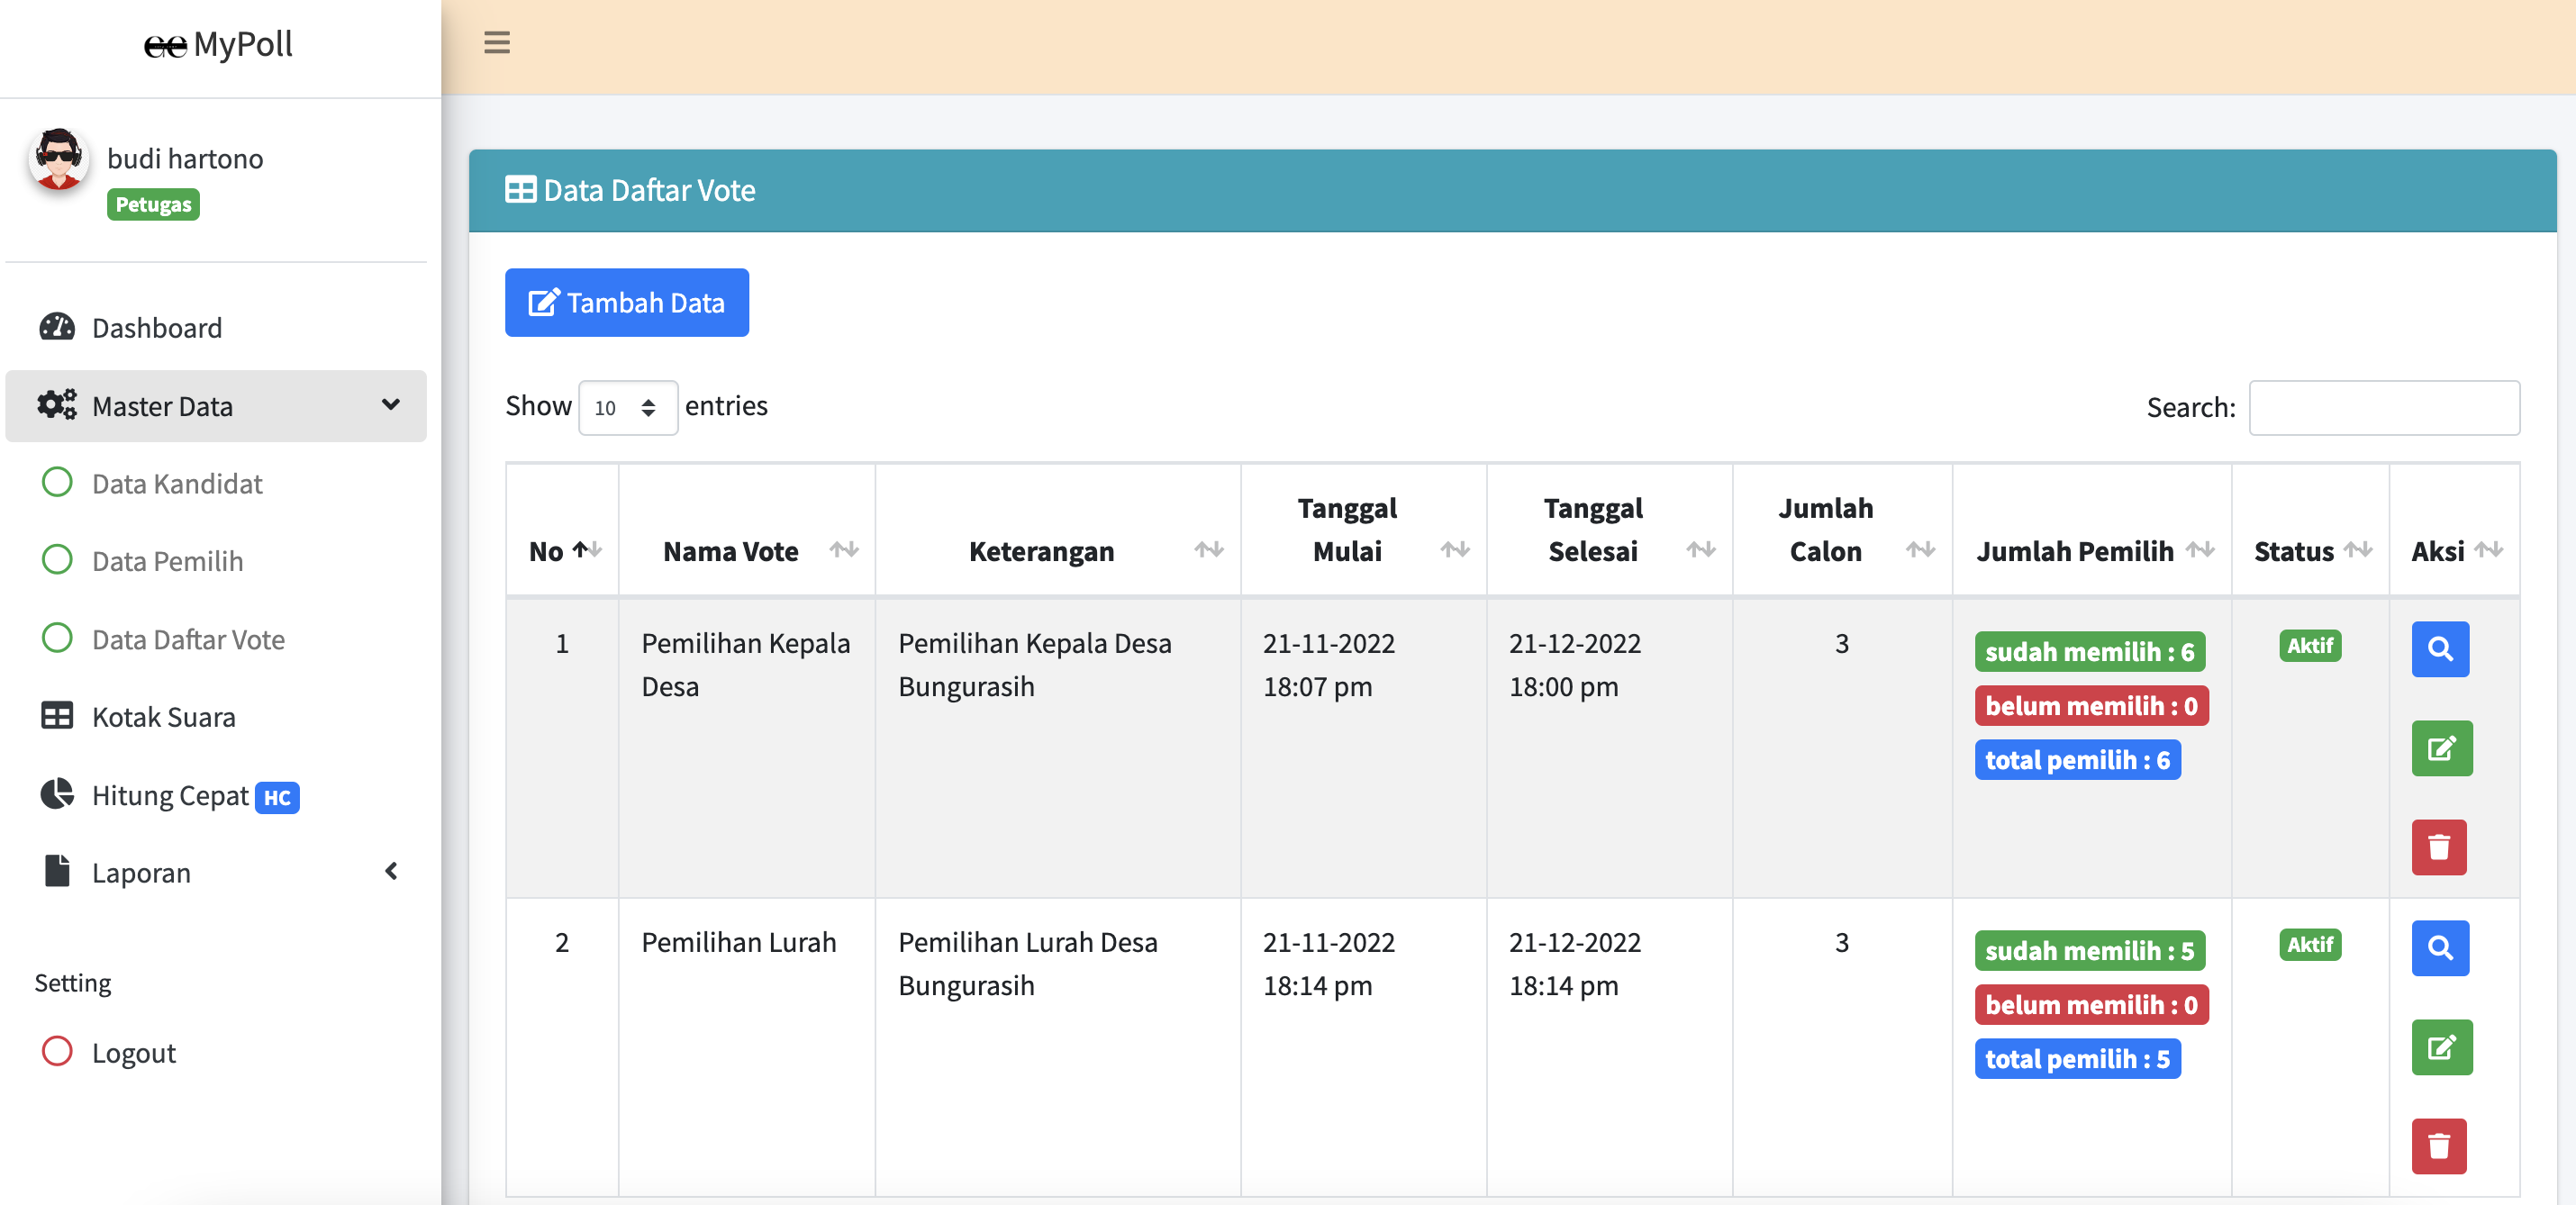 MyPoll
budi hartono
Petugas
Dashboard
Master Data
Data Kandidat
Data Pemilih
Data Daftar Vote
Kotak Suara
Hitung Cepat HC
Laporan
Setting
Logout
Data Daftar Vote
Tambah Data
Show 10 entries
Search:
No Nama Vote Keterangan Tanggal Mulai Tanggal Selesai Jumlah Calon Jumlah Pemilih Status Aksi
1
Pemilihan Kepala
Desa
Pemilihan Kepala Desa
Bungurasih
21-11-2022
18:07 pm
21-12-2022
18:00 pm
3
sudah memilih : 6
belum memilih : 0
total pemilih : 6
Aktif
2
Pemilihan Lurah
Pemilihan Lurah Desa
Bungurasih
21-11-2022
18:14 pm
21-12-2022
18:14 pm
3
sudah memilih : 5
belum memilih : 0
total pemilih : 5
Aktif